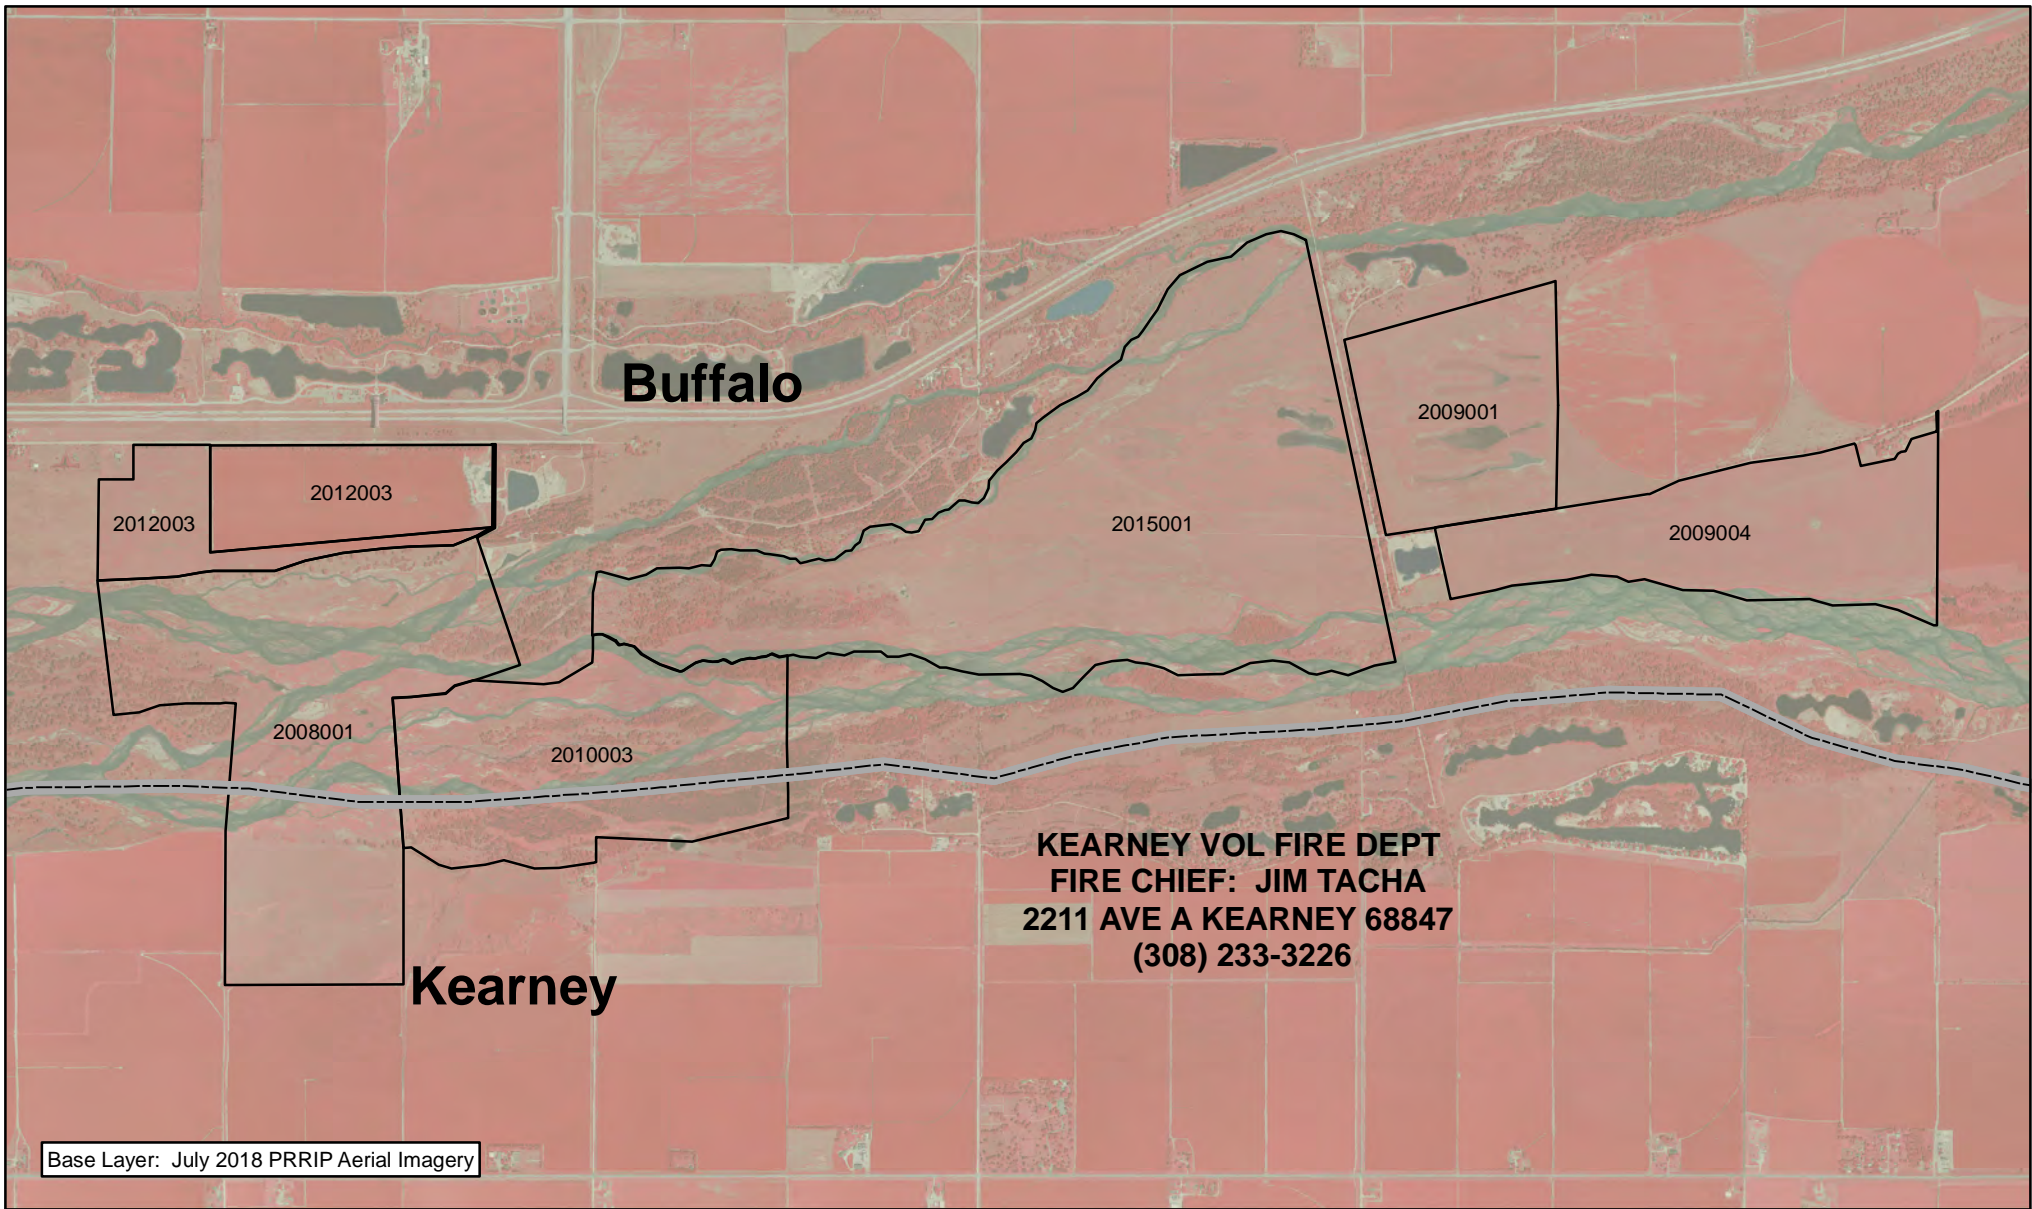 Buffalo
2009001
2012003
2012003
2015001
2009004
2008001
2010003
KEARNEY VOL FIRE DEPT
FIRE CHIEF: JIM TACHA
2211 AVE A KEARNEY 68847
(308) 233-3226
Kearney
Base Layer: July 2018 PRRIP Aerial Imagery